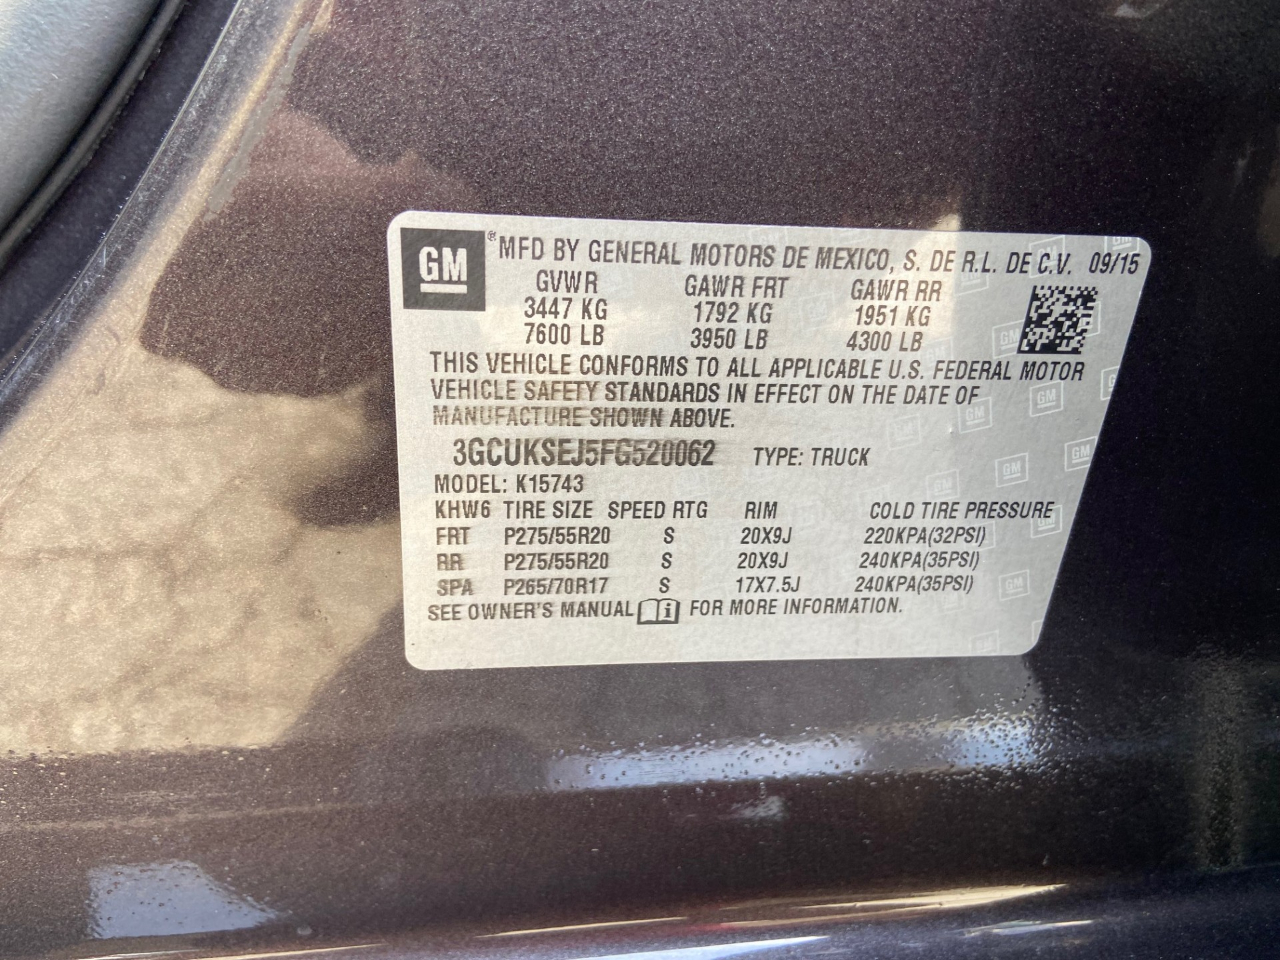 GM ® MFD BY GENERAL MOTORS DE MEXICO, S. DE R.L. DE C.V. 09/15
GVWR GAWR FRT GAWR RR
3447 KG 1792 KG 1951 KG
7600 LB 3950 LB 4300 LB
THIS VEHICLE CONFORMS TO ALL APPLICABLE U.S. FEDERAL MOTOR
VEHICLE SAFETY STANDARDS IN EFFECT ON THE DATE OF
MANUFACTURE SHOWN ABOVE.
3GCUKSEJ5FG520062 TYPE: TRUCK
MODEL: K15743
KHW6 TIRE SIZE SPEED RTG RIM COLD TIRE PRESSURE
FRT P275/55R20 S 20X9J 220KPA(32PSI)
RR P275/55R20 S 20X9J 240KPA(35PSI)
SPA P265/70R17 S 17X7.5J 240KPA(35PSI)
SEE OWNER'S MANUAL i FOR MORE INFORMATION.